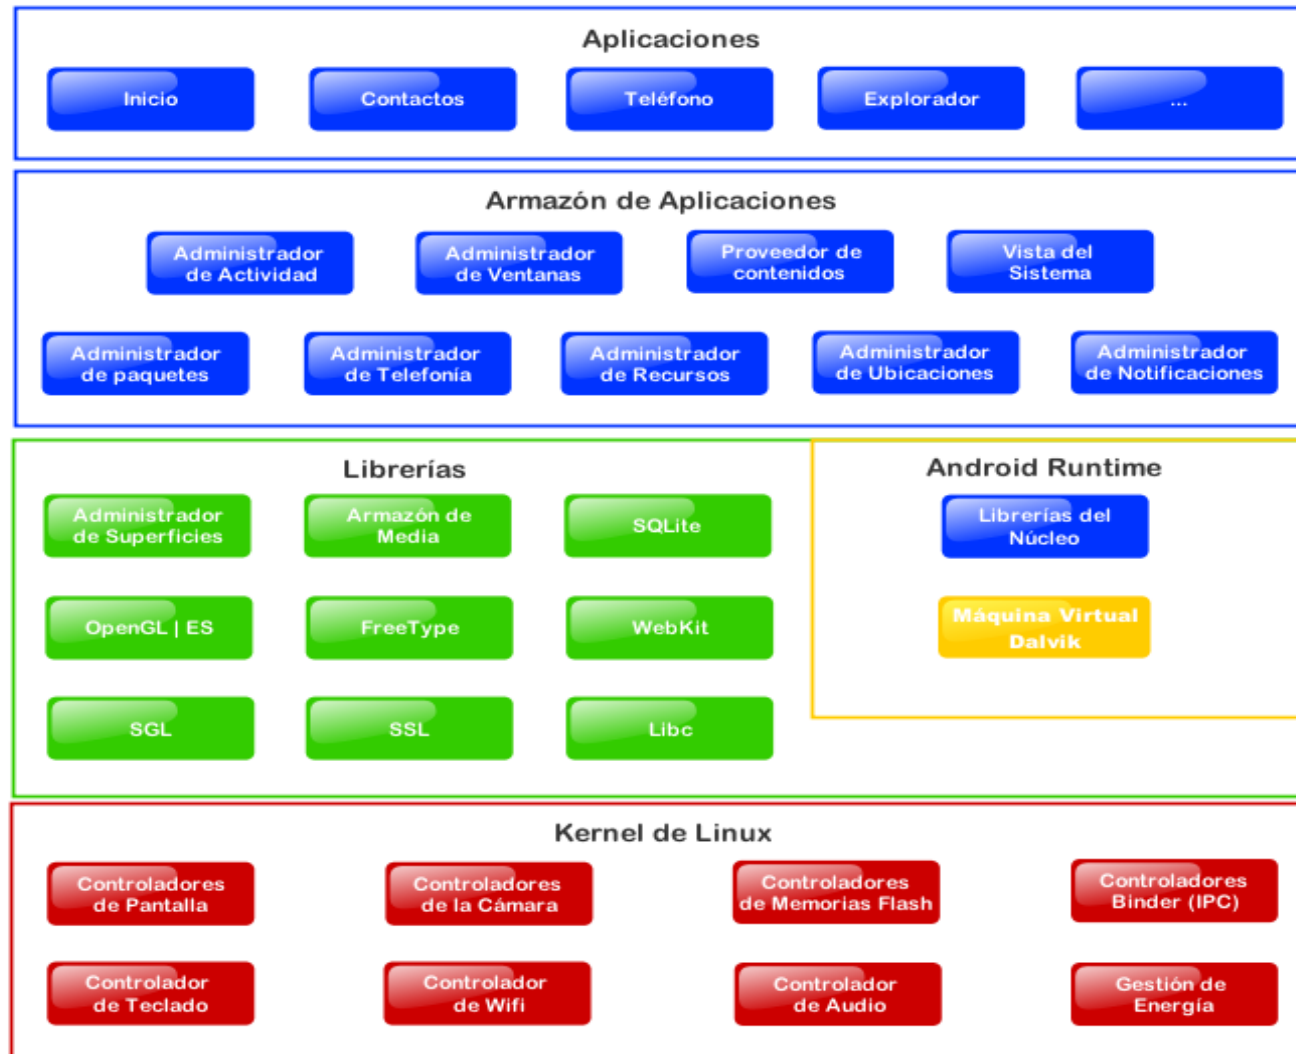 Aplicaciones
Inicio
Contactos
Teléfono
Explorador
...
Armazón de Aplicaciones
Administrador
de Actividad
Administrador
de Ventanas
Proveedor de
contenidos
Vista del
Sistema
Administrador
de paquetes
Administrador
de Telefonía
Administrador
de Recursos
Administrador
de Ubicaciones
Administrador
de Notificaciones
Librerías
Administrador
de Superficies
Armazón de
Media
SQLite
OpenGL | ES
FreeType
WebKit
SGL
SSL
Libc
Android Runtime
Librerías del
Núcleo
Máquina Virtual
Dalvik
Kernel de Linux
Controladores
de Pantalla
Controladores
de la Cámara
Controladores
de Memorias Flash
Controladores
Binder (IPC)
Controlador
de Teclado
Controlador
de Wifi
Controlador
de Audio
Gestión de
Energía